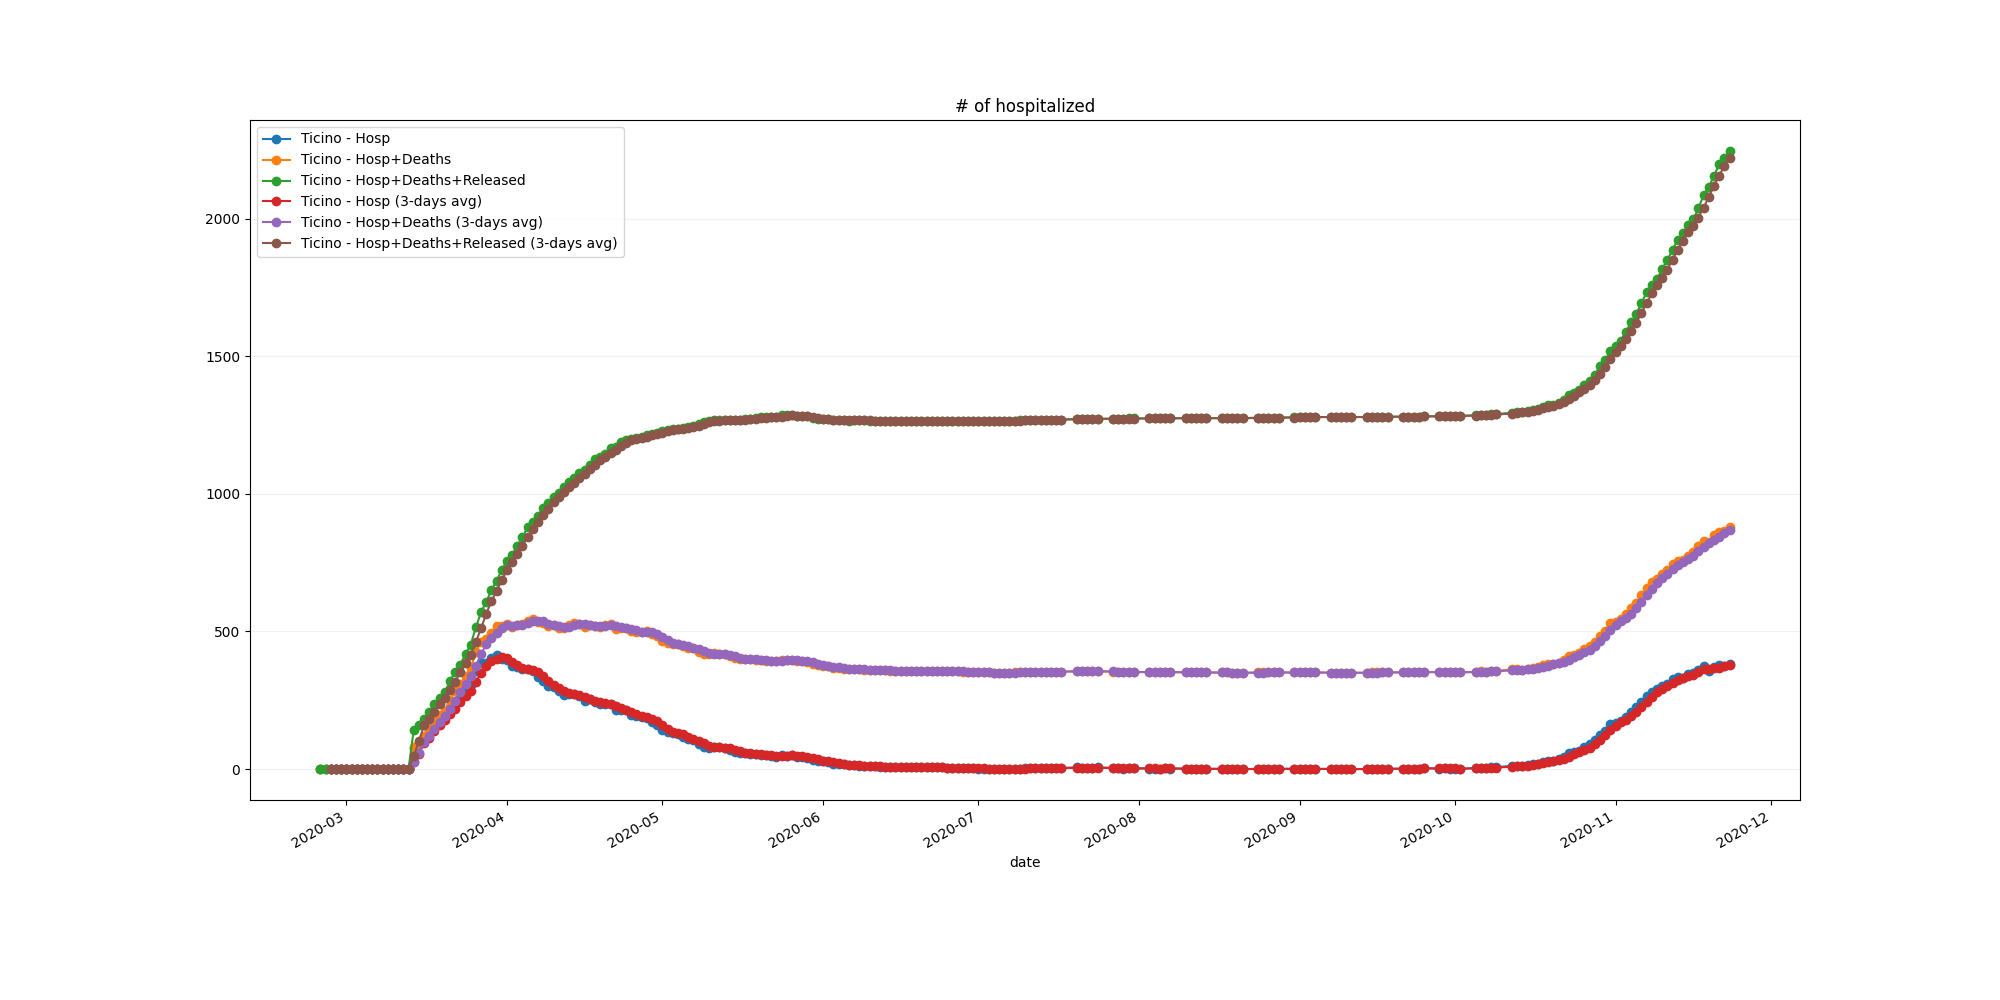 # of hospitalized
Ticino - Hosp
Ticino - Hosp+Deaths
Ticino - Hosp+Deaths+Released
Ticino - Hosp (3-days avg)
Ticino - Hosp+Deaths (3-days avg)
Ticino - Hosp+Deaths+Released (3-days avg)
2000
1500
1000
500
0
2020-03
2020-04
2020-05
2020-06
2020-07
2020-08
2020-09
2020-10
2020-11
2020-12
date